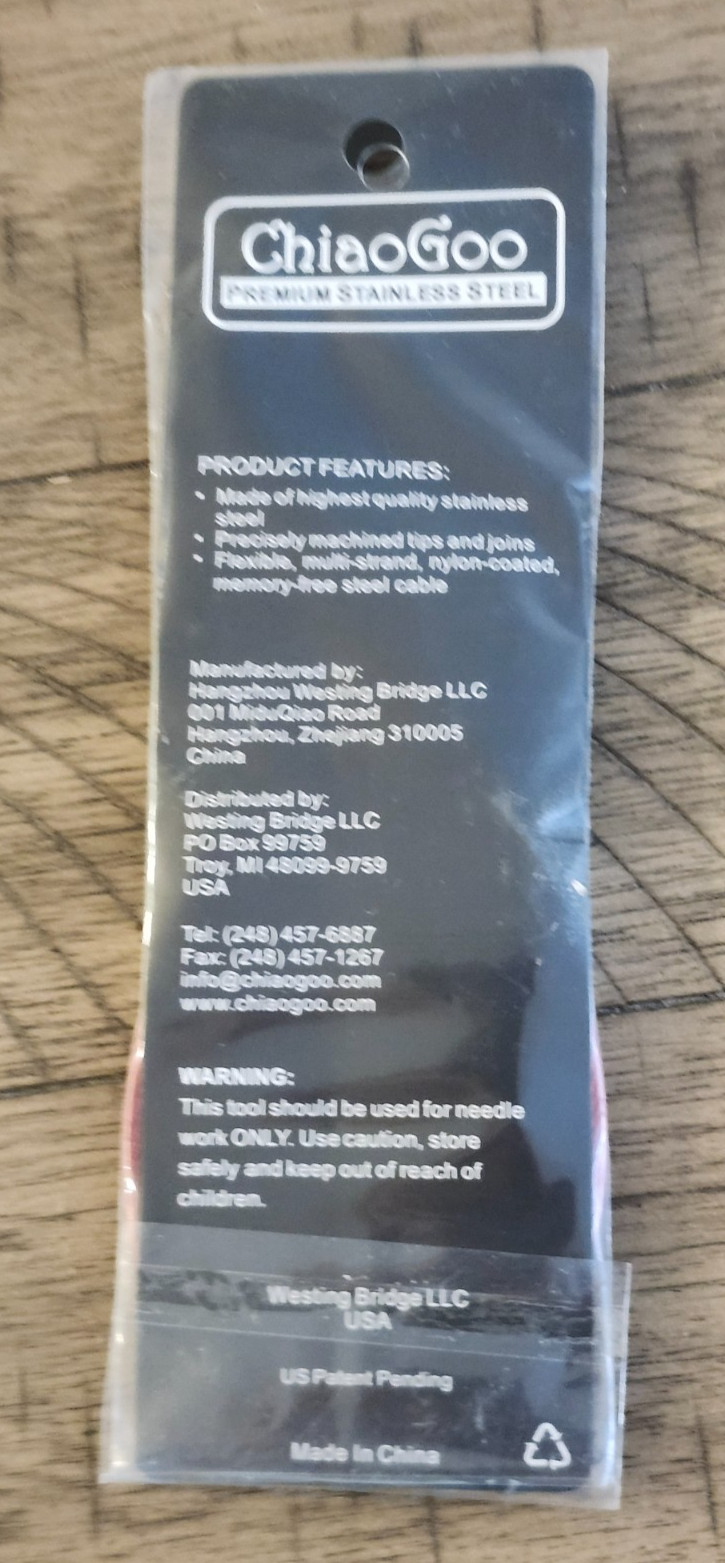 ChiaoGoo
PREMIUM STAINLESS STEEL
PRODUCT FEATURES:
• Made of highest quality stainless
steel
• Precisely machined tips and joins
• Flexible, multi-strand, nylon-coated,
memory-free steel cable
Manufactured by:
Hangzhou Westing Bridge LLC
001 MiduQiao Road
Hangzhou, Zhejiang 310005
China
Distributed by:
Westing Bridge LLC
PO Box 99759
Troy, MI 48099-9759
USA
Tel: (248) 457-6887
Fax: (248) 457-1267
info@chiaogoo.com
www.chiaogoo.com
WARNING:
This tool should be used for needle
work ONLY. Use caution, store
safely and keep out of reach of
children.
Westing Bridge LLC
USA
US Patent Pending
Made In China